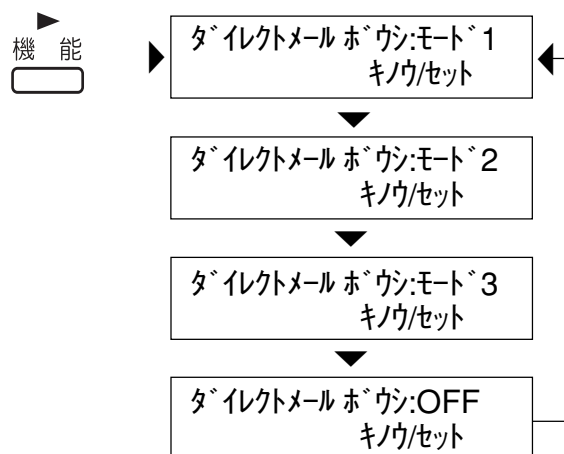 機 能
ダイレクトメール ボウシ:モード1
キノウ/セット
ダイレクトメール ボウシ:モード2
キノウ/セット
ダイレクトメール ボウシ:モード3
キノウ/セット
ダイレクトメール ボウシ:OFF
キノウ/セット